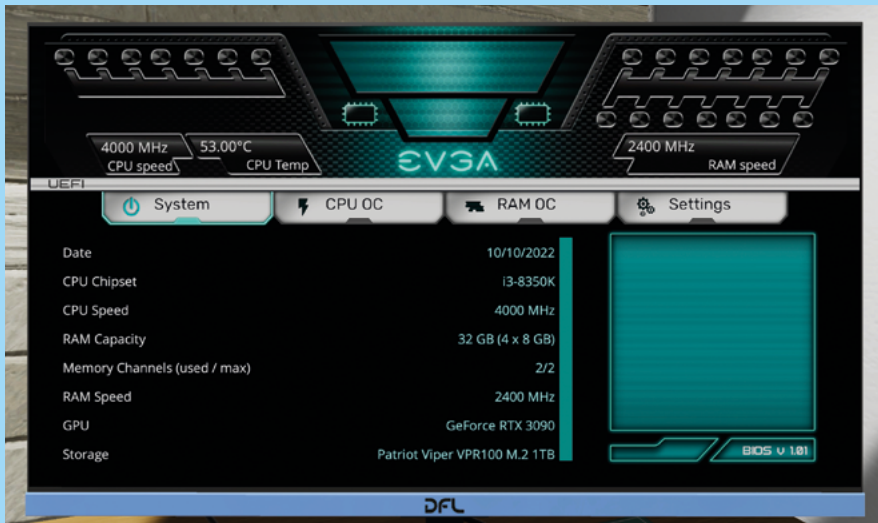 4000 MHz
CPU speed
53.00°C
CPU Temp
EVGA
2400 MHz
RAM speed
UEFI
System
CPU OC
RAM OC
Settings
Date 10/10/2022
CPU Chipset i3-8350K
CPU Speed 4000 MHz
RAM Capacity 32 GB (4 x 8 GB)
Memory Channels (used / max) 2/2
RAM Speed 2400 MHz
GPU GeForce RTX 3090
Storage Patriot Viper VPR100 M.2 1TB
BIOS v 1.01
DFL